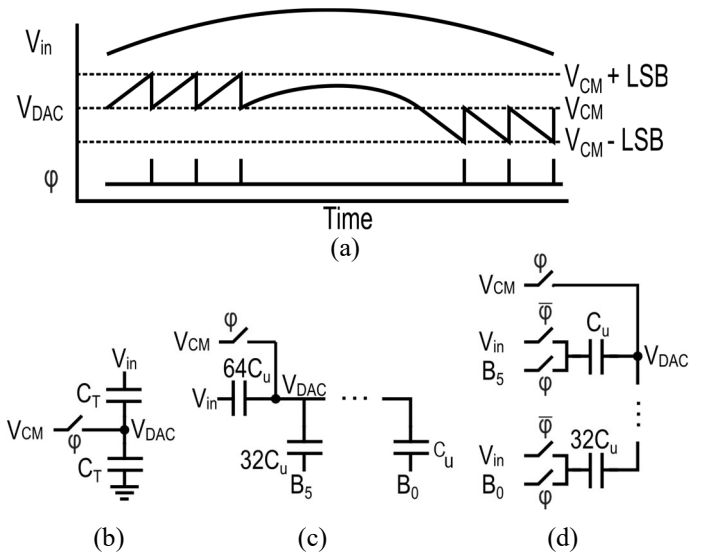 Vin
VCM + LSB
VDAC
VCM
VCM - LSB
φ
Time
(a)
φ
VCM
φ
Vin
VCM
φ̅
Cu
64Cu
Vin
VDAC
Vin
VDAC
B5
φ
CT
Vin
VCM
VDAC
φ
32Cu
Cu
φ̅
CT
B5
B0
Vin
32Cu
B0
φ
(b)
(c)
(d)